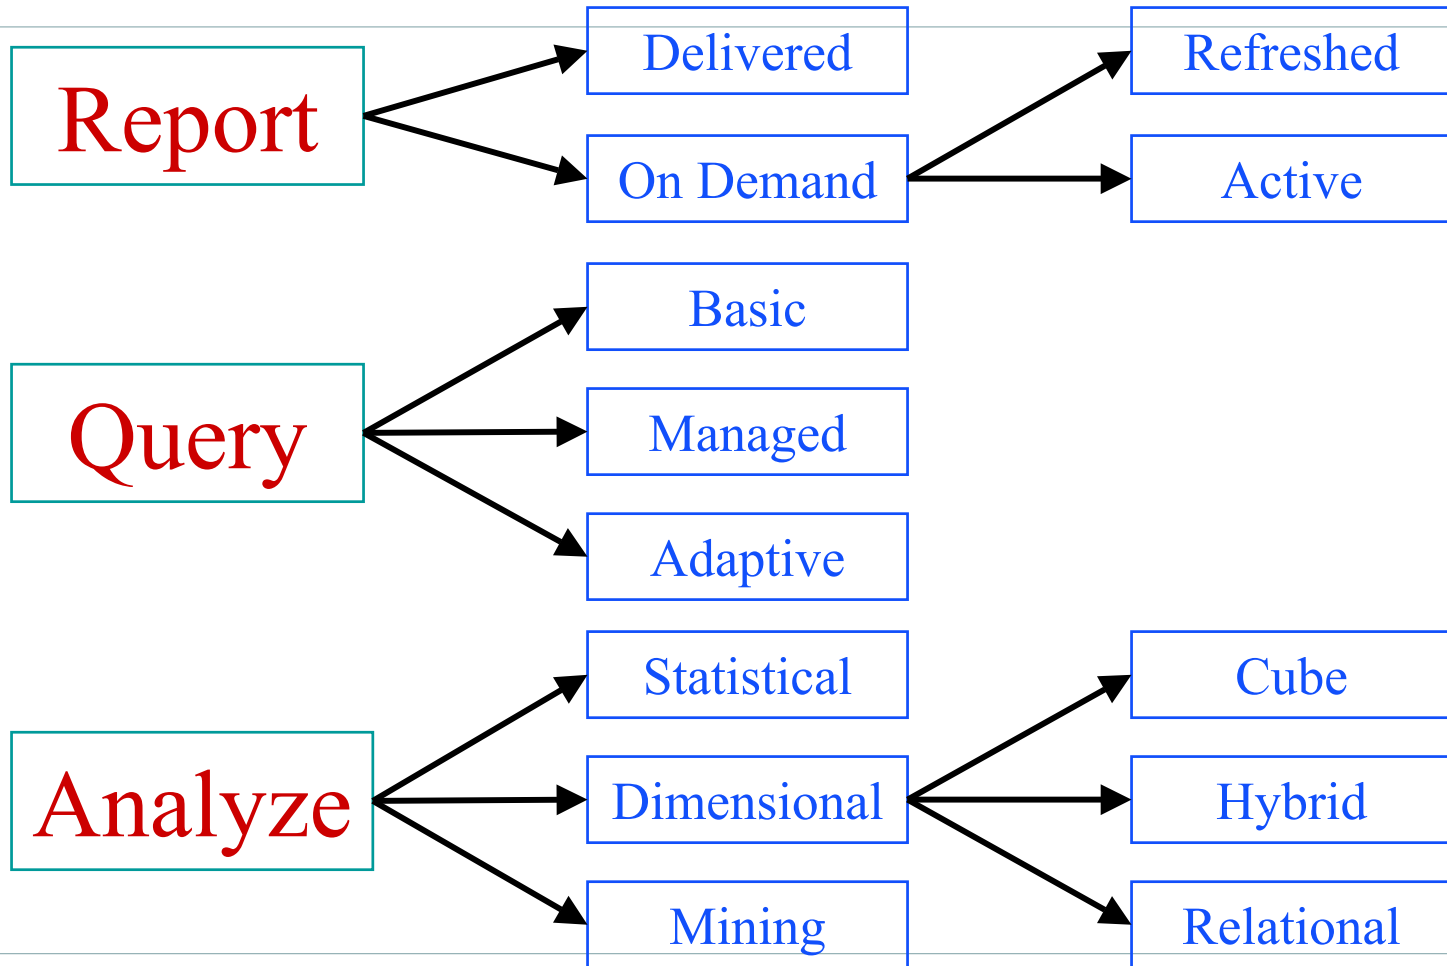 Report
Delivered
Refreshed
On Demand
Active
Query
Basic
Managed
Adaptive
Analyze
Statistical
Cube
Dimensional
Hybrid
Mining
Relational